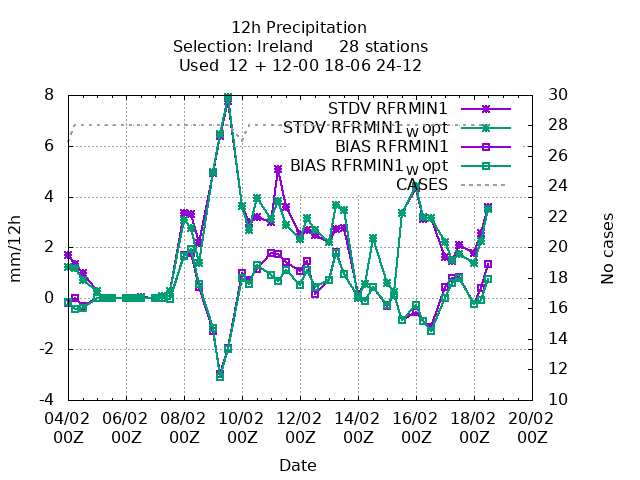 12h Precipitation
Selection: Ireland 28 stations
Used 12 + 12-00 18-06 24-12
STDV RFRMIN1
STDV RFRMIN1_w opt
BIAS RFRMIN1
BIAS RFRMIN1_w opt
CASES
8
6
4
2
0
-2
-4
mm/12h
30
28
26
24
22
20
18
16
14
12
10
No cases
04/02 06/02 08/02 10/02 12/02 14/02 16/02 18/02 20/02
00Z 00Z 00Z 00Z 00Z 00Z 00Z 00Z 00Z
Date